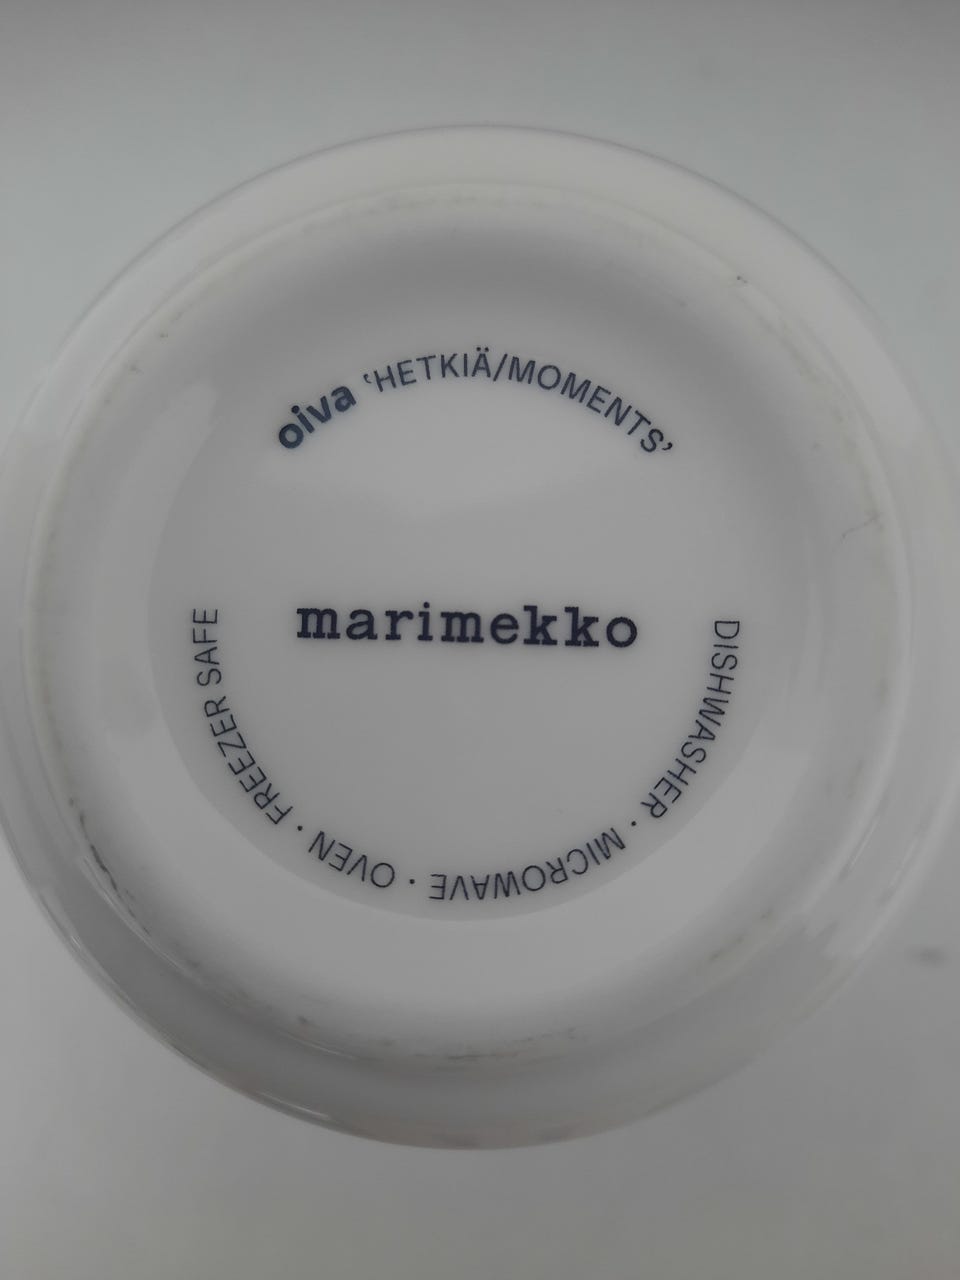 oiva ‘HETKIÄ/MOMENTS’
marimekko
DISHWASHER · MICROWAVE · OVEN · FREEZER SAFE